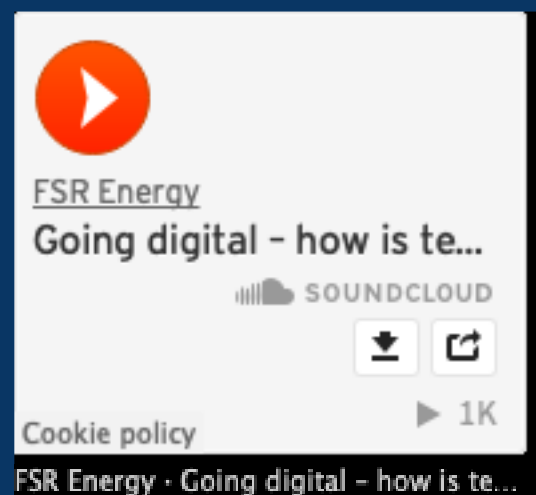 FSR Energy
Going digital – how is te...
SOUNDCLOUD
1K
Cookie policy
FSR Energy · Going digital – how is te...